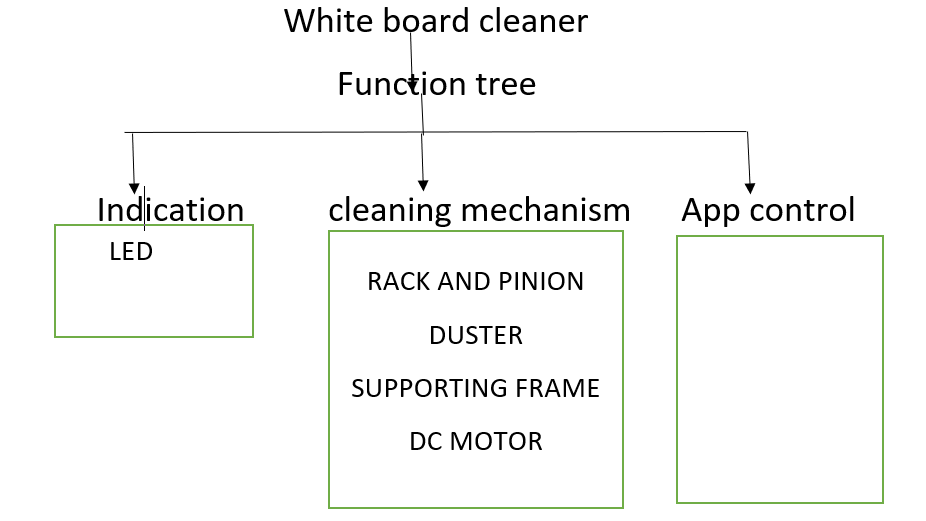 White board cleaner
Function tree
Indication
cleaning mechanism
App control
LED
RACK AND PINION
DUSTER
SUPPORTING FRAME
DC MOTOR